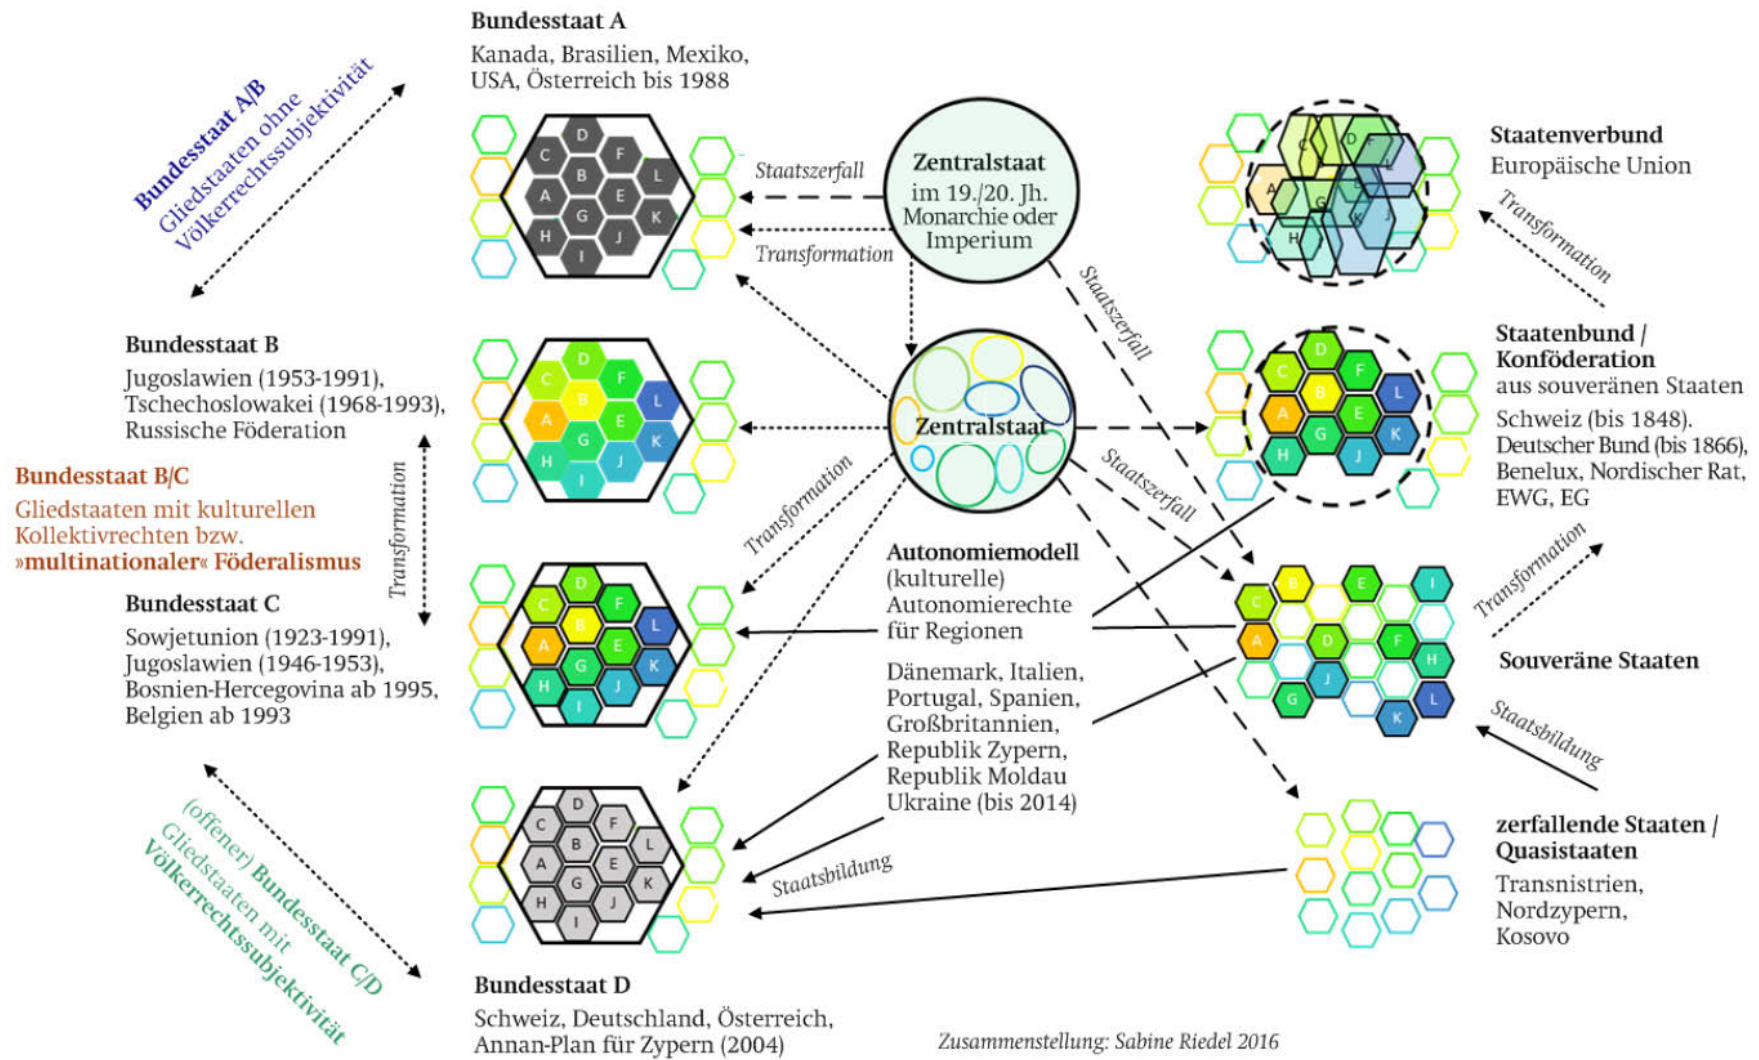 Bundesstaat A
Kanada, Brasilien, Mexiko,
USA, Österreich bis 1988
Bundesstaat A/B
Gliedstaaten ohne
Völkerrechtssubjektivität
D
C
F
B
L
A
E
G
K
H
J
I
Staatszerfall
Transformation
Zentralstaat
im 19./20. Jh.
Monarchie oder
Imperium
Staatszerfall
C
D
F
L
A
B
G
K
J
H
I
Staatenverbund
Europäische Union
Transformation
Bundesstaat B
Jugoslawien (1953-1991),
Tschechoslowakei (1968-1993),
Russische Föderation
D
C
F
B
L
A
E
G
K
H
J
I
Zentralstaat
D
C
F
B
L
A
E
G
K
H
J
Staatenbund /
Konföderation
aus souveränen Staaten
Schweiz (bis 1848).
Deutscher Bund (bis 1866),
Benelux, Nordischer Rat,
EWG, EG
Bundesstaat B/C
Gliedstaaten mit kulturellen
Kollektivrechten bzw.
»multinationaler« Föderalismus
Transformation
Transformation
Staatszerfall
Transformation
Bundesstaat C
Sowjetunion (1923-1991),
Jugoslawien (1946-1953),
Bosnien-Hercegovina ab 1995,
Belgien ab 1993
D
C
F
B
L
A
E
G
K
H
J
I
Autonomiemodell
(kulturelle)
Autonomierechte
für Regionen
Dänemark, Italien,
Portugal, Spanien,
Großbritannien,
Republik Zypern,
Republik Moldau
Ukraine (bis 2014)
B
E
I
C
A
D
F
H
J
G
L
K
Souveräne Staaten
Staatsbildung
(offener) Bundesstaat C/D
Gliedstaaten mit
Völkerrechtssubjektivität
D
C
F
B
L
A
E
G
K
H
J
I
Staatsbildung
zerfallende Staaten /
Quasistaaten
Transnistrien,
Nordzypern,
Kosovo
Bundesstaat D
Schweiz, Deutschland, Österreich,
Annan-Plan für Zypern (2004)
Zusammenstellung: Sabine Riedel 2016